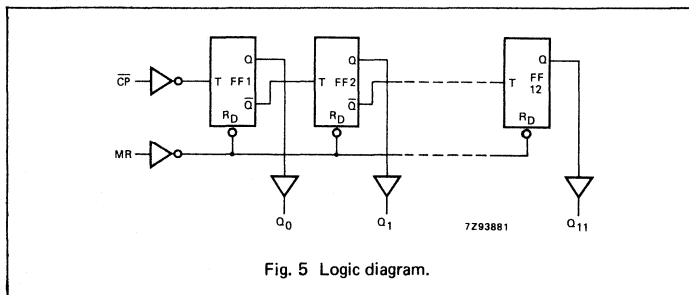 Q Q Q
CP T FF1 T FF2 T FF 12
Q Q
RD RD RD
MR
Q0 Q1 7Z93881 Q11
Fig. 5 Logic diagram.